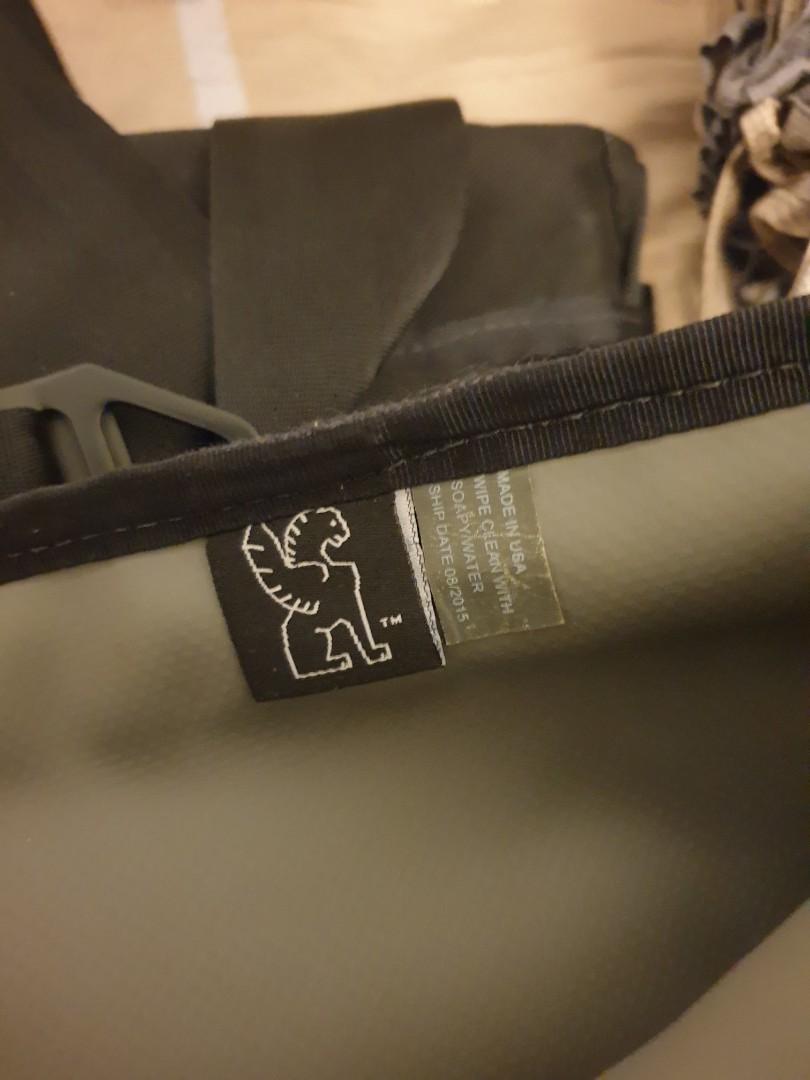 TM
MADE IN USA
WIPE CLEAN WITH
SOAPY WATER
SHIP DATE 08/2015